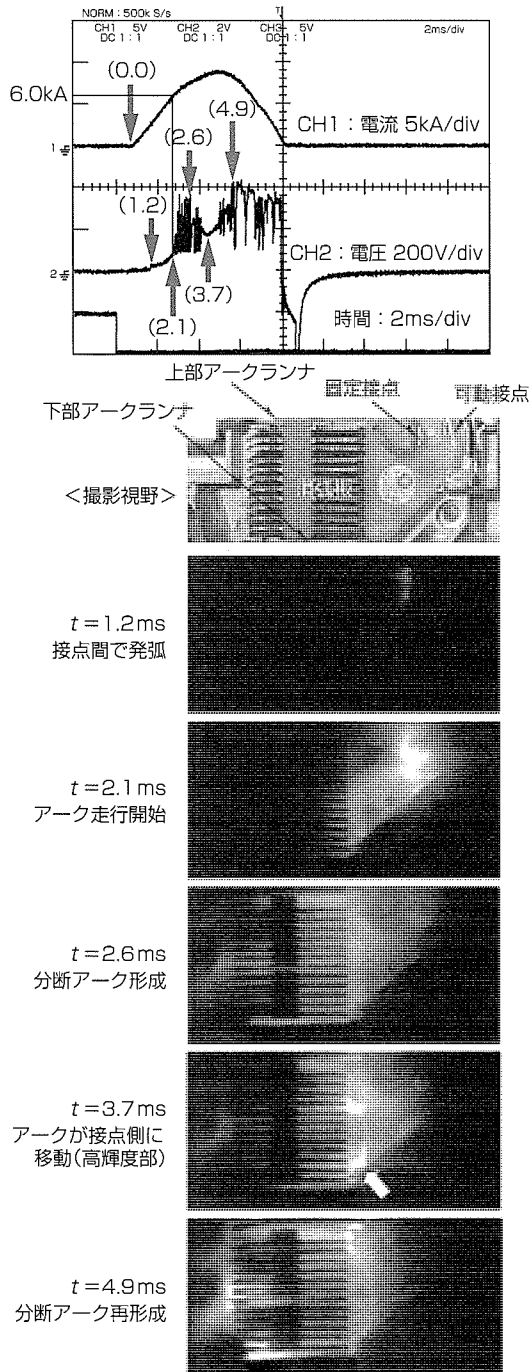 NORM : 500k S/s
CH1 5V CH2 2V CH3 5V 2ms/div
DC 1 : 1 DC 1 : 1 DC 1 : 1
(0.0)
6.0kA
(2.6)
(4.9)
CH1：電流 5kA/div
(1.2)
(3.7)
(2.1)
CH2：電圧 200V/div
時間：2ms/div
上部アークランナ
固定接点
可動接点
下部アークランナ
＜撮影視野＞
t＝1.2ms
接点間で発弧
t＝2.1ms
アーク走行開始
t＝2.6ms
分断アーク形成
t＝3.7ms
アークが接点側に
移動（高輝度部）
t＝4.9ms
分断アーク再形成